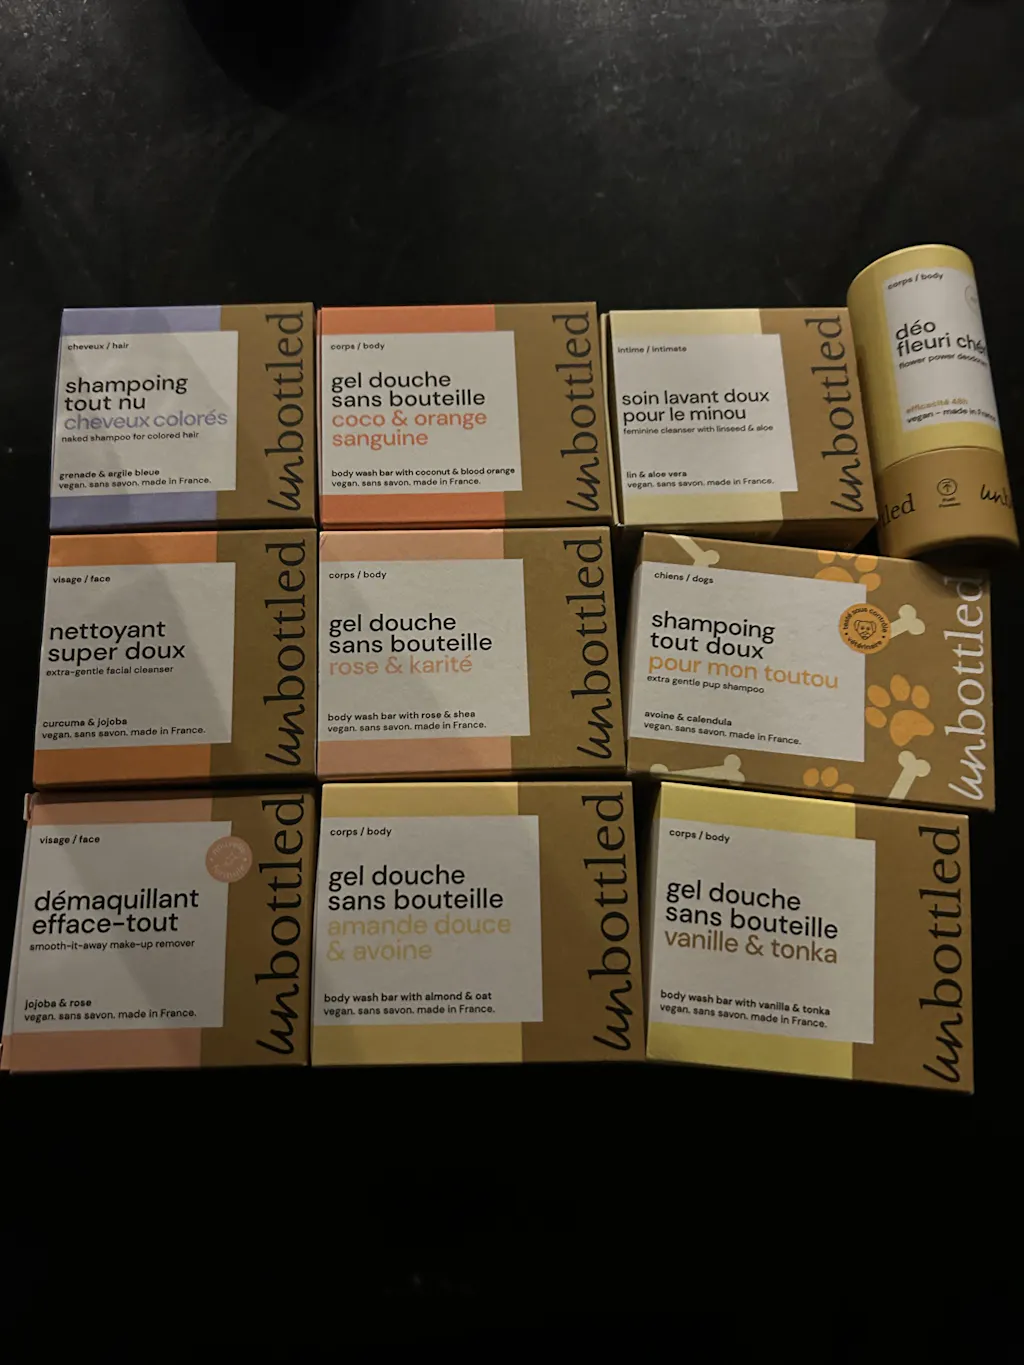 cheveux / hair
shampoing
tout nu
cheveux colorés
naked shampoo for colored hair
grenade & argile bleue
vegan. sans savon. made in France.
unbottled
corps / body
gel douche
sans bouteille
coco & orange
sanguine
body wash bar with coconut & blood orange
vegan. sans savon. made in France.
unbottled
intime / intimate
soin lavant doux
pour le minou
feminine cleanser with linseed & aloe
lin & aloe vera
vegan. sans savon. made in France.
unbottled
corps / body
déo
fleuri
flower power
efficacité 48h
vegan – made in
visage / face
nettoyant
super doux
extra-gentle facial cleanser
curcuma & jojoba
vegan. sans savon. made in France.
unbottled
corps / body
gel douche
sans bouteille
rose & karité
body wash bar with rose & shea
vegan. sans savon. made in France.
unbottled
chiens / dogs
shampoing
tout doux
pour mon toutou
extra gentle pup shampoo
avoine & calendula
vegan. sans savon. made in France.
testé sous contrôle
vétérinaire
unbottled
visage / face
démaquillant
efface-tout
smooth-it-away make-up remover
jojoba & rose
vegan. sans savon. made in France.
unbottled
corps / body
gel douche
sans bouteille
amande douce
& avoine
body wash bar with almond & oat
vegan. sans savon. made in France.
unbottled
corps / body
gel douche
sans bouteille
vanille & tonka
body wash bar with vanilla & tonka
vegan. sans savon. made in France.
unbottled